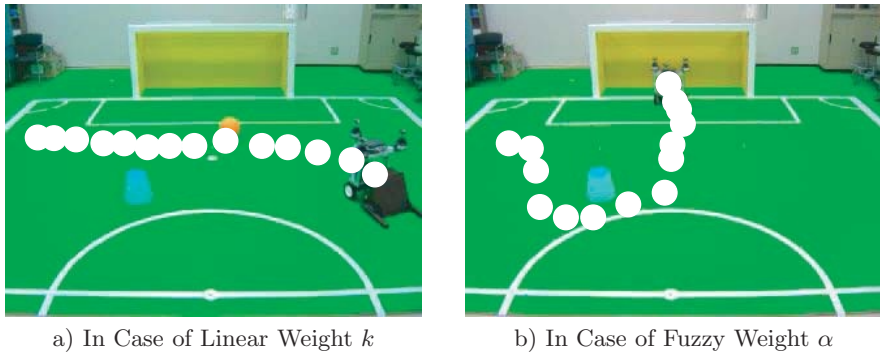 a) In Case of Linear Weight k
b) In Case of Fuzzy Weight α